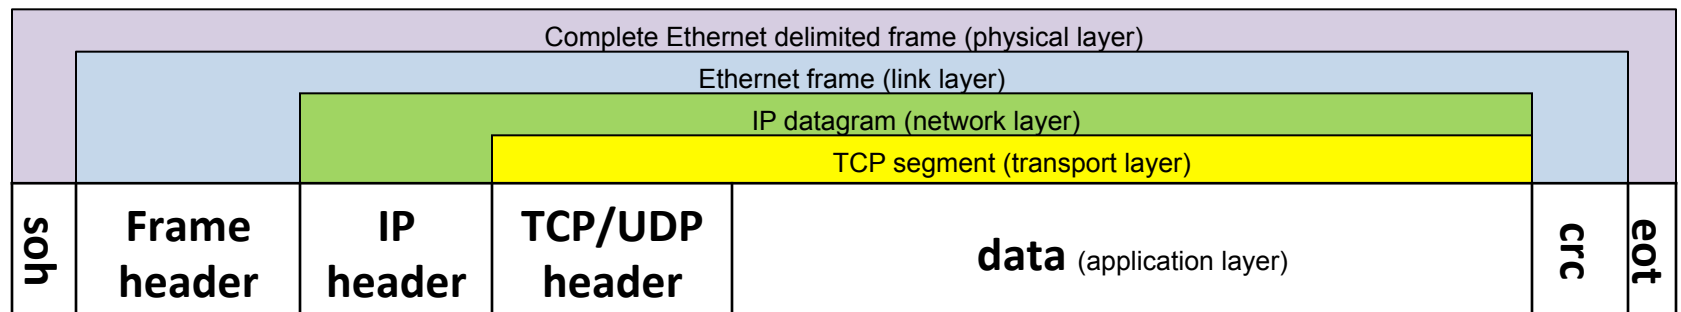 Complete Ethernet delimited frame (physical layer)
Ethernet frame (link layer)
IP datagram (network layer)
TCP segment (transport layer)
soh
Frame
header
IP
header
TCP/UDP
header
data (application layer)
crc
eot